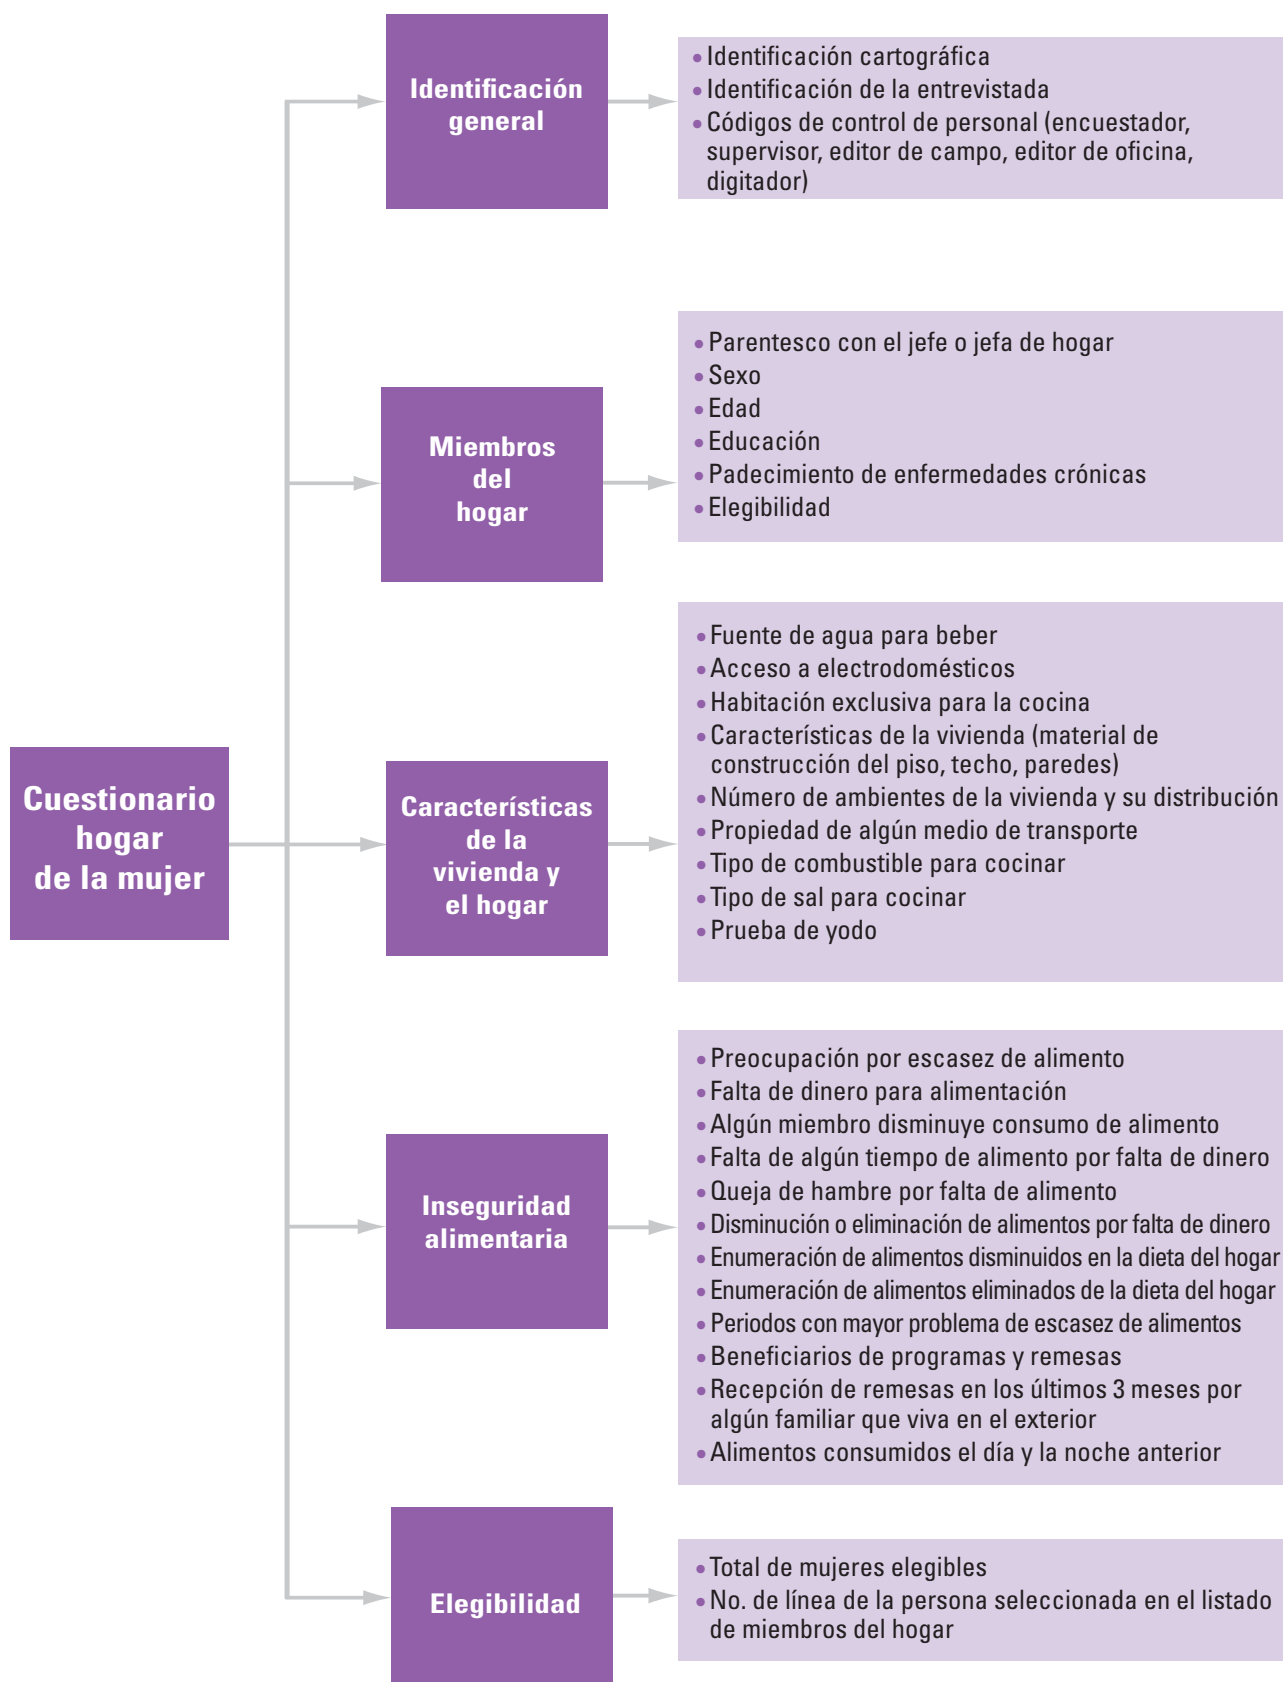 Identificación
general
• Identificación cartográfica
• Identificación de la entrevistada
• Códigos de control de personal (encuestador,
supervisor, editor de campo, editor de oficina,
digitador)
Miembros
del
hogar
• Parentesco con el jefe o jefa de hogar
• Sexo
• Edad
• Educación
• Padecimiento de enfermedades crónicas
• Elegibilidad
Cuestionario
hogar
de la mujer
Características
de la
vivienda y
el hogar
• Fuente de agua para beber
• Acceso a electrodomésticos
• Habitación exclusiva para la cocina
• Características de la vivienda (material de
construcción del piso, techo, paredes)
• Número de ambientes de la vivienda y su distribución
• Propiedad de algún medio de transporte
• Tipo de combustible para cocinar
• Tipo de sal para cocinar
• Prueba de yodo
Inseguridad
alimentaria
• Preocupación por escasez de alimento
• Falta de dinero para alimentación
• Algún miembro disminuye consumo de alimento
• Falta de algún tiempo de alimento por falta de dinero
• Queja de hambre por falta de alimento
• Disminución o eliminación de alimentos por falta de dinero
• Enumeración de alimentos disminuidos en la dieta del hogar
• Enumeración de alimentos eliminados de la dieta del hogar
• Periodos con mayor problema de escasez de alimentos
• Beneficiarios de programas y remesas
• Recepción de remesas en los últimos 3 meses por
algún familiar que viva en el exterior
• Alimentos consumidos el día y la noche anterior
Elegibilidad
• Total de mujeres elegibles
• No. de línea de la persona seleccionada en el listado
de miembros del hogar